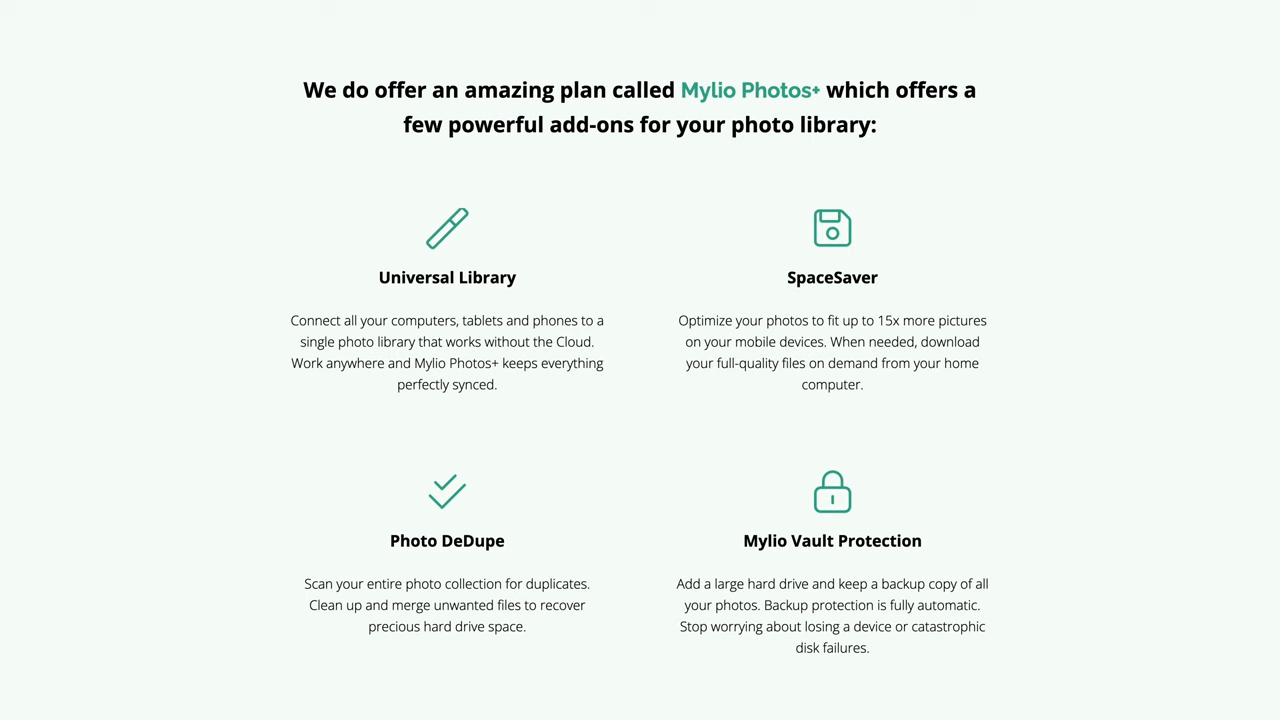 We do offer an amazing plan called Mylio Photos+ which offers a
few powerful add-ons for your photo library:
Universal Library
Connect all your computers, tablets and phones to a
single photo library that works without the Cloud.
Work anywhere and Mylio Photos+ keeps everything
perfectly synced.
SpaceSaver
Optimize your photos to fit up to 15x more pictures
on your mobile devices. When needed, download
your full-quality files on demand from your home
computer.
Photo DeDupe
Scan your entire photo collection for duplicates.
Clean up and merge unwanted files to recover
precious hard drive space.
Mylio Vault Protection
Add a large hard drive and keep a backup copy of all
your photos. Backup protection is fully automatic.
Stop worrying about losing a device or catastrophic
disk failures.